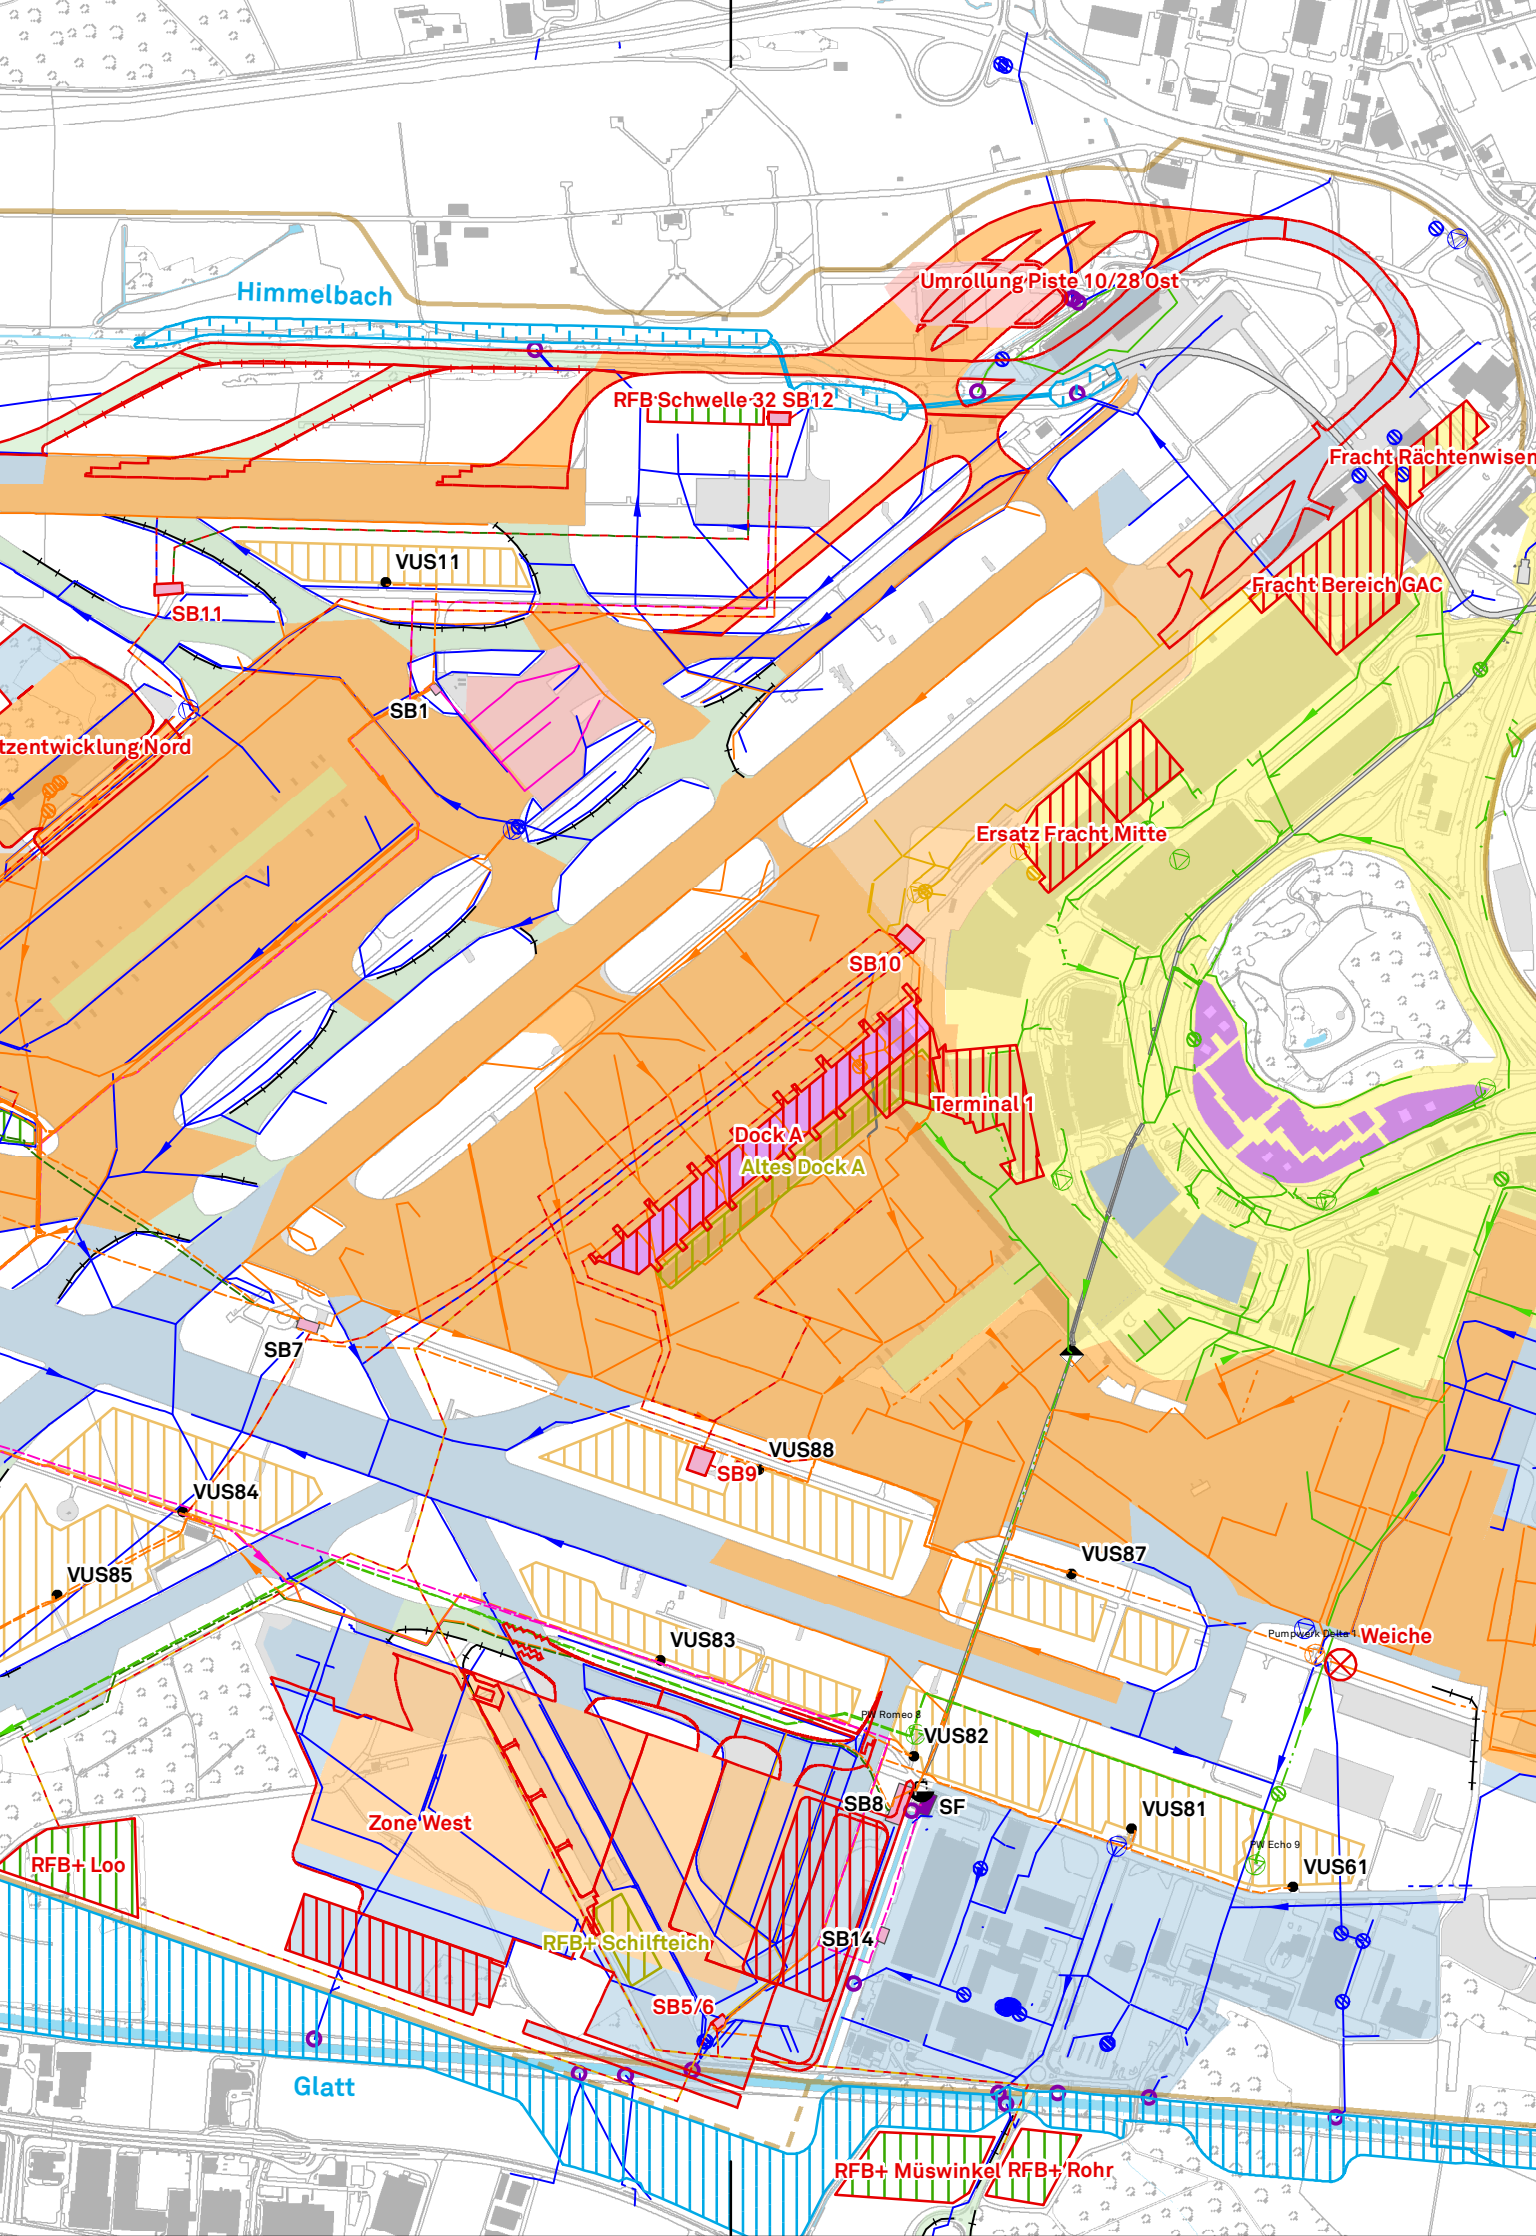 Umrollung Piste 10/28 Ost
Himmelbach
RFB Schwelle 32 SB12
Fracht Rächtenwisen
VUS11
Fracht Bereich GAC
SB11
SB1
tzentwicklung Nord
Ersatz Fracht Mitte
SB10
Terminal 1
Dock A
Altes Dock A
SB7
VUS88
SB9
VUS84
VUS87
VUS85
Pumpwerk Delta 1
Weiche
VUS83
PW Romeo 8
VUS82
SB8
SF
VUS81
Zone West
PW Echo 9
RFB+ Loo
VUS61
SB14
RFB+ Schilfteich
SB5/6
Glatt
RFB+ Müswinkel
RFB+ Rohr